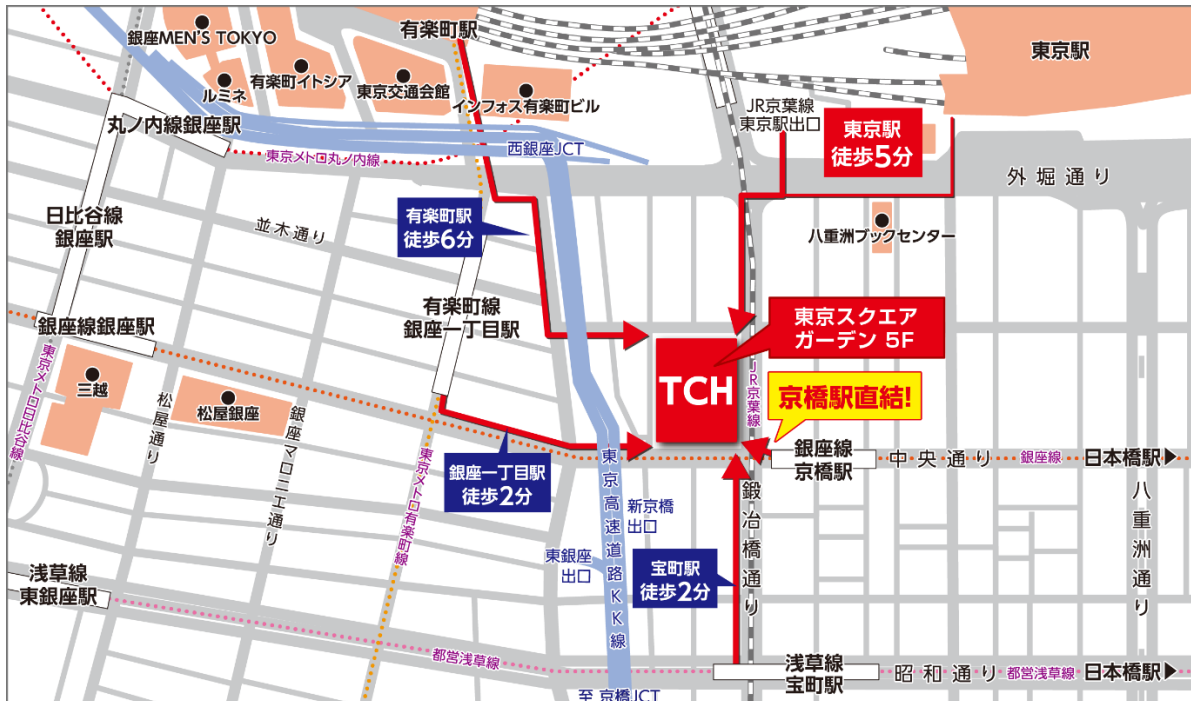 銀座MEN'S TOKYO
ルミネ
有楽町イトシア
有楽町駅
東京交通会館
インフォス有楽町ビル
東京駅
JR京葉線
東京駅出口
東京駅
徒歩5分
丸ノ内線銀座駅
東京メトロ丸ノ内線
西銀座JCT
外堀通り
日比谷線
銀座駅
並木通り
有楽町駅
徒歩6分
八重洲ブックセンター
有楽町線
銀座一丁目駅
銀座線銀座駅
東京スクエア
ガーデン 5F
TCH
JR京葉線
京橋駅直結!
三越
松屋銀座
東京メトロ日比谷線
松屋通り
銀座マロニエ通り
東京メトロ有楽町線
銀座一丁目駅
徒歩2分
銀座線
京橋駅
中央通り
銀座線
日本橋駅▶
東京高速道路KK線
新京橋
出口
東銀座
出口
鍛冶橋通り
八重洲通り
宝町駅
徒歩2分
浅草線
東銀座駅
都営浅草線
浅草線
宝町駅
昭和通り
都営浅草線
日本橋駅▶
至 京橋JCT